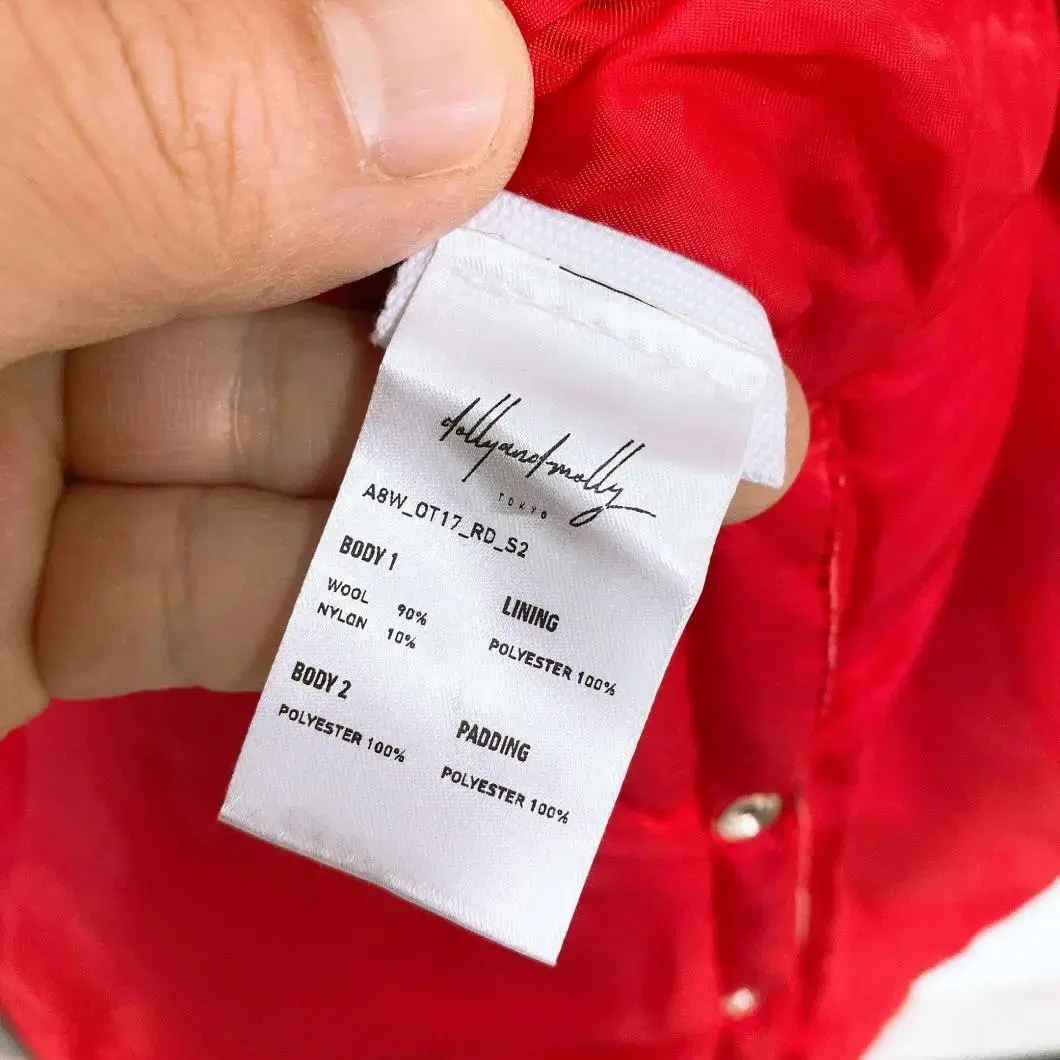 dollyandmolly
TOKYO
A8W_OT17_RD_S2
BODY 1
WOOL 90%
NYLON 10%
LINING
POLYESTER 100%
BODY 2
POLYESTER 100%
PADDING
POLYESTER 100%